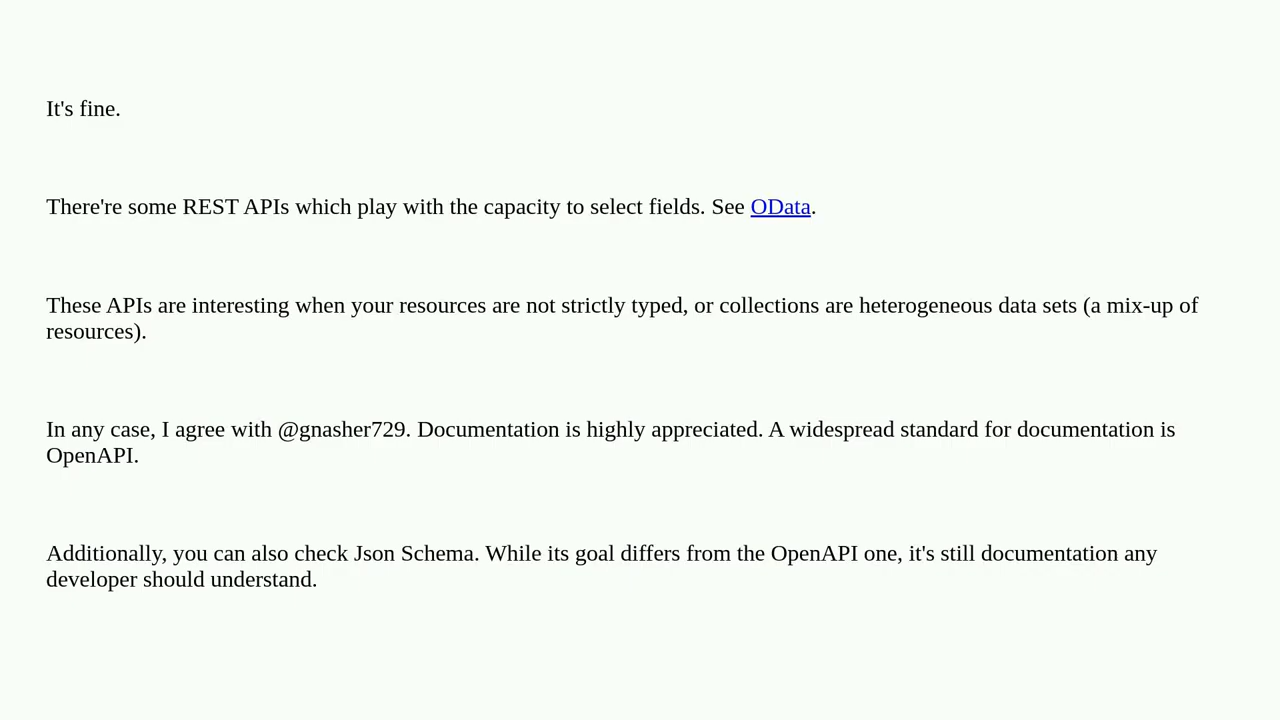 It's fine.
There're some REST APIs which play with the capacity to select fields. See OData.
These APIs are interesting when your resources are not strictly typed, or collections are heterogeneous data sets (a mix-up of
resources).
In any case, I agree with @gnasher729. Documentation is highly appreciated. A widespread standard for documentation is
OpenAPI.
Additionally, you can also check Json Schema. While its goal differs from the OpenAPI one, it's still documentation any
developer should understand.